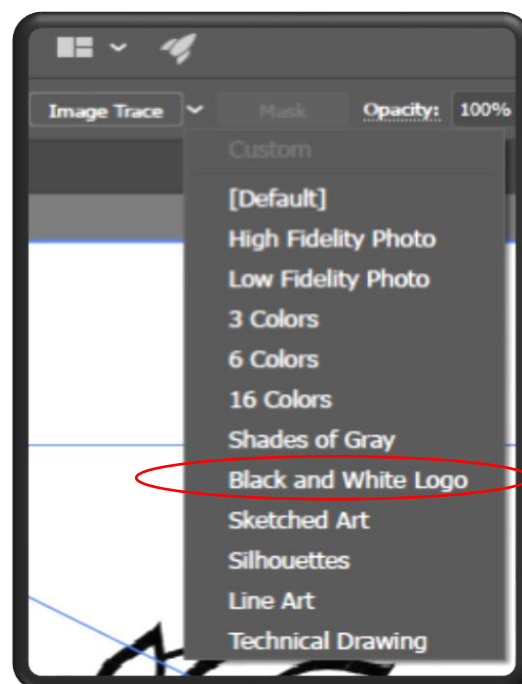 Image Trace Mask Opacity: 100%
Custom
[Default]
High Fidelity Photo
Low Fidelity Photo
3 Colors
6 Colors
16 Colors
Shades of Gray
Black and White Logo
Sketched Art
Silhouettes
Line Art
Technical Drawing